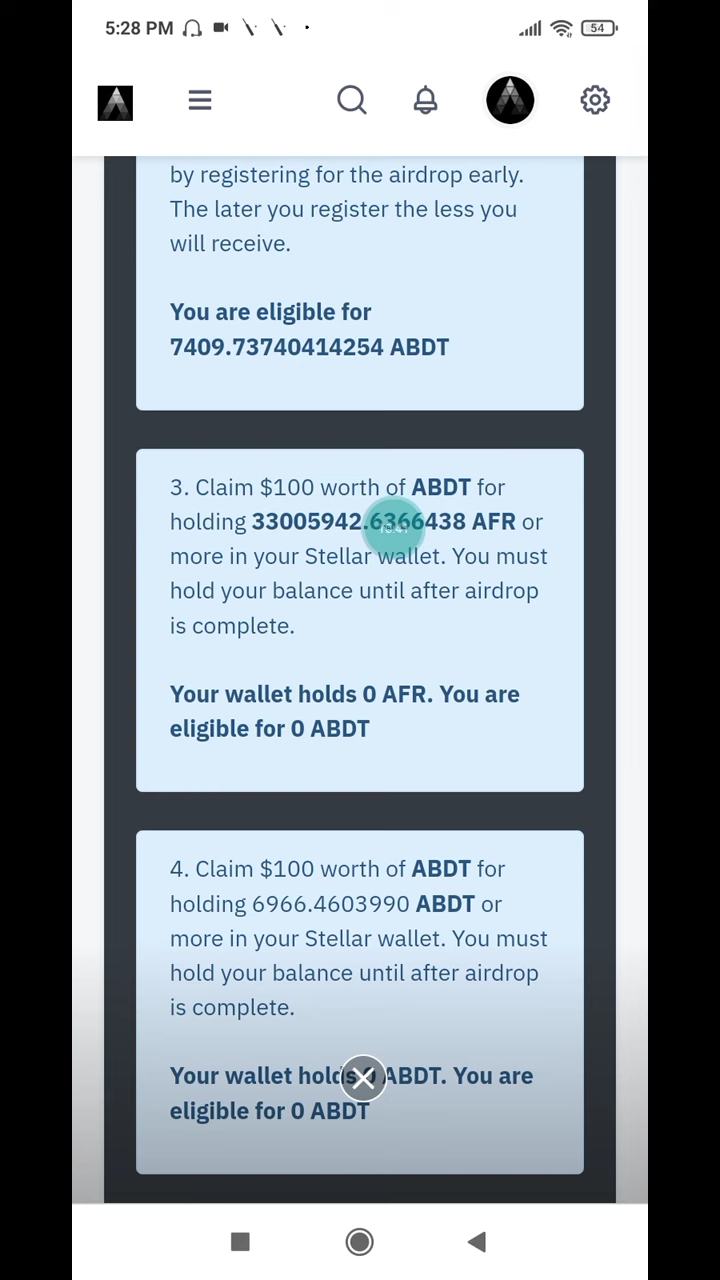 5:28 PM
54
by registering for the airdrop early.
The later you register the less you
will receive.
You are eligible for
7409.73740414254 ABDT
3. Claim $100 worth of ABDT for
holding 33005942.6366438 AFR or
more in your Stellar wallet. You must
hold your balance until after airdrop
is complete.
Your wallet holds 0 AFR. You are
eligible for 0 ABDT
4. Claim $100 worth of ABDT for
holding 6966.4603990 ABDT or
more in your Stellar wallet. You must
hold your balance until after airdrop
is complete.
Your wallet holds 0 ABDT. You are
eligible for 0 ABDT